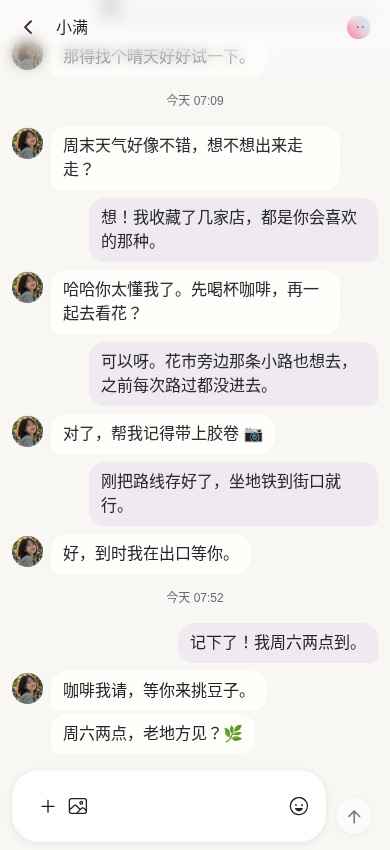 小满
那得找个晴天好好试一下。
今天 07:09
周末天气好像不错，想不想出来走
走？
想！我收藏了几家店，都是你会喜欢
的那种。
哈哈你太懂我了。先喝杯咖啡，再一
起去看花？
可以呀。花市旁边那条小路也想去，
之前每次路过都没进去。
对了，帮我记得带上胶卷 📷
刚把路线存好了，坐地铁到街口就
行。
好，到时我在出口等你。
今天 07:52
记下了！我周六两点到。
咖啡我请，等你来挑豆子。
周六两点，老地方见？🌿